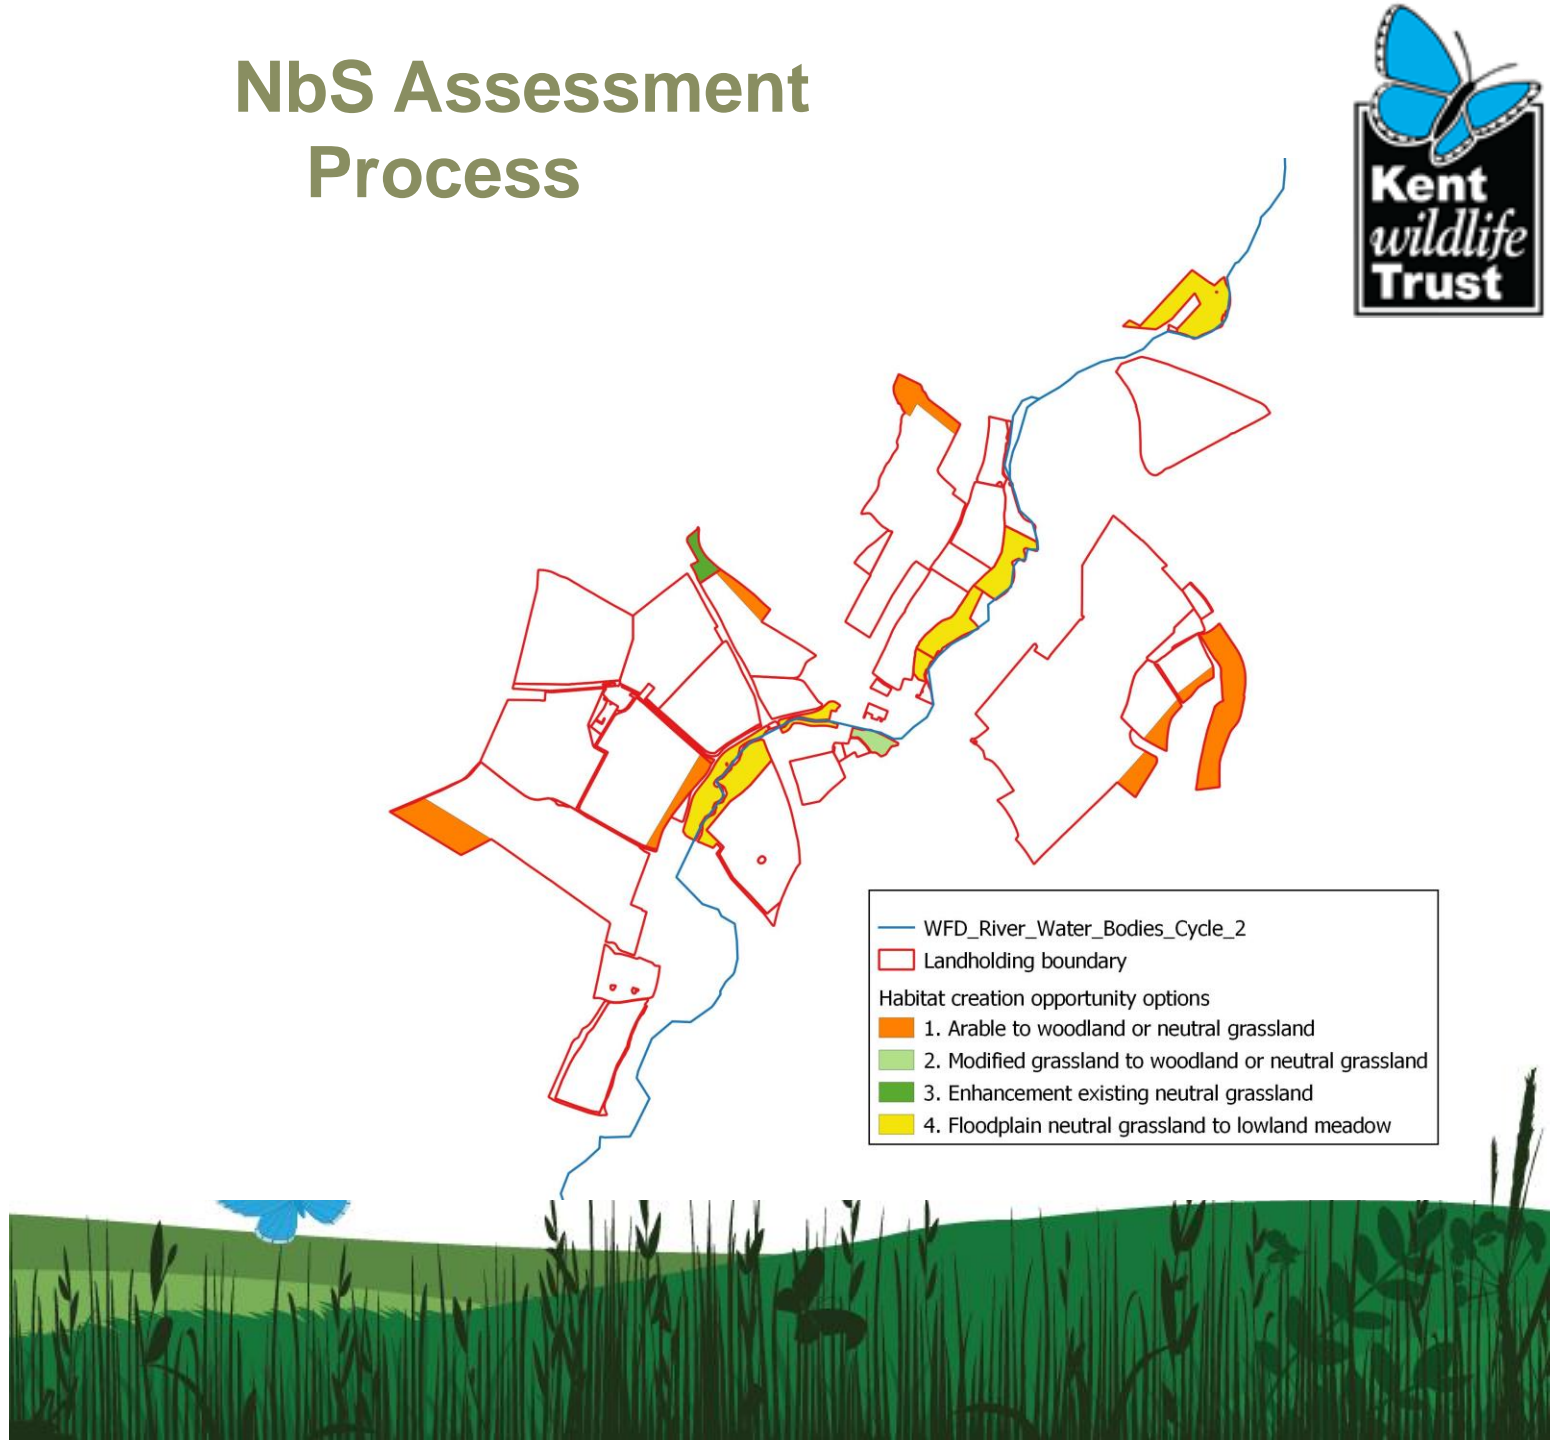 NbS Assessment
Process
Kent
wildlife
Trust
WFD_River_Water_Bodies_Cycle_2
Landholding boundary
Habitat creation opportunity options
1. Arable to woodland or neutral grassland
2. Modified grassland to woodland or neutral grassland
3. Enhancement existing neutral grassland
4. Floodplain neutral grassland to lowland meadow